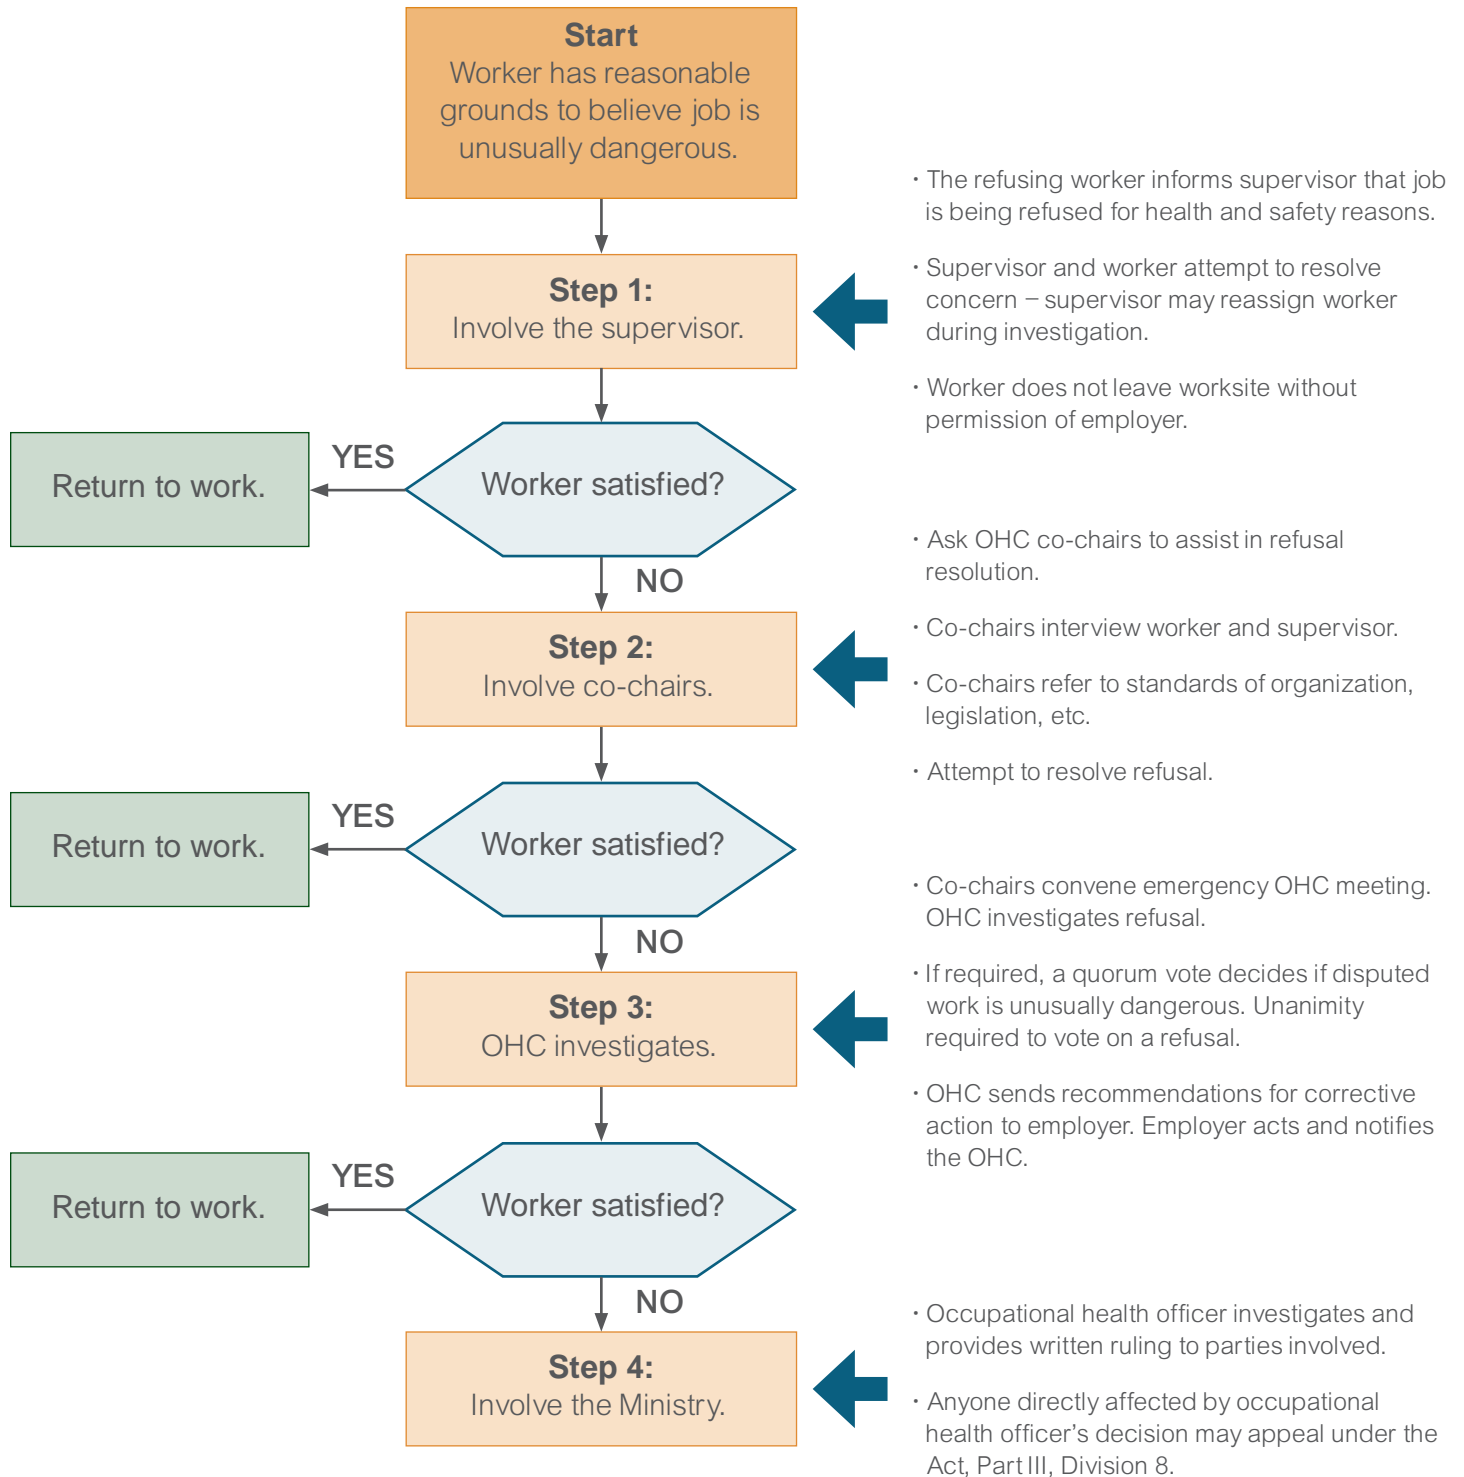 Start
Worker has reasonable
grounds to believe job is
unusually dangerous.
· The refusing worker informs supervisor that job
is being refused for health and safety reasons.
Step 1:
Involve the supervisor.
· Supervisor and worker attempt to resolve
concern – supervisor may reassign worker
during investigation.
· Worker does not leave worksite without
permission of employer.
YES
Return to work.
Worker satisfied?
NO
· Ask OHC co-chairs to assist in refusal
resolution.
Step 2:
Involve co-chairs.
· Co-chairs interview worker and supervisor.
· Co-chairs refer to standards of organization,
legislation, etc.
· Attempt to resolve refusal.
YES
Return to work.
Worker satisfied?
NO
· Co-chairs convene emergency OHC meeting.
OHC investigates refusal.
Step 3:
OHC investigates.
· If required, a quorum vote decides if disputed
work is unusually dangerous. Unanimity
required to vote on a refusal.
· OHC sends recommendations for corrective
action to employer. Employer acts and notifies
the OHC.
YES
Return to work.
Worker satisfied?
NO
Step 4:
Involve the Ministry.
· Occupational health officer investigates and
provides written ruling to parties involved.
· Anyone directly affected by occupational
health officer’s decision may appeal under the
Act, Part III, Division 8.